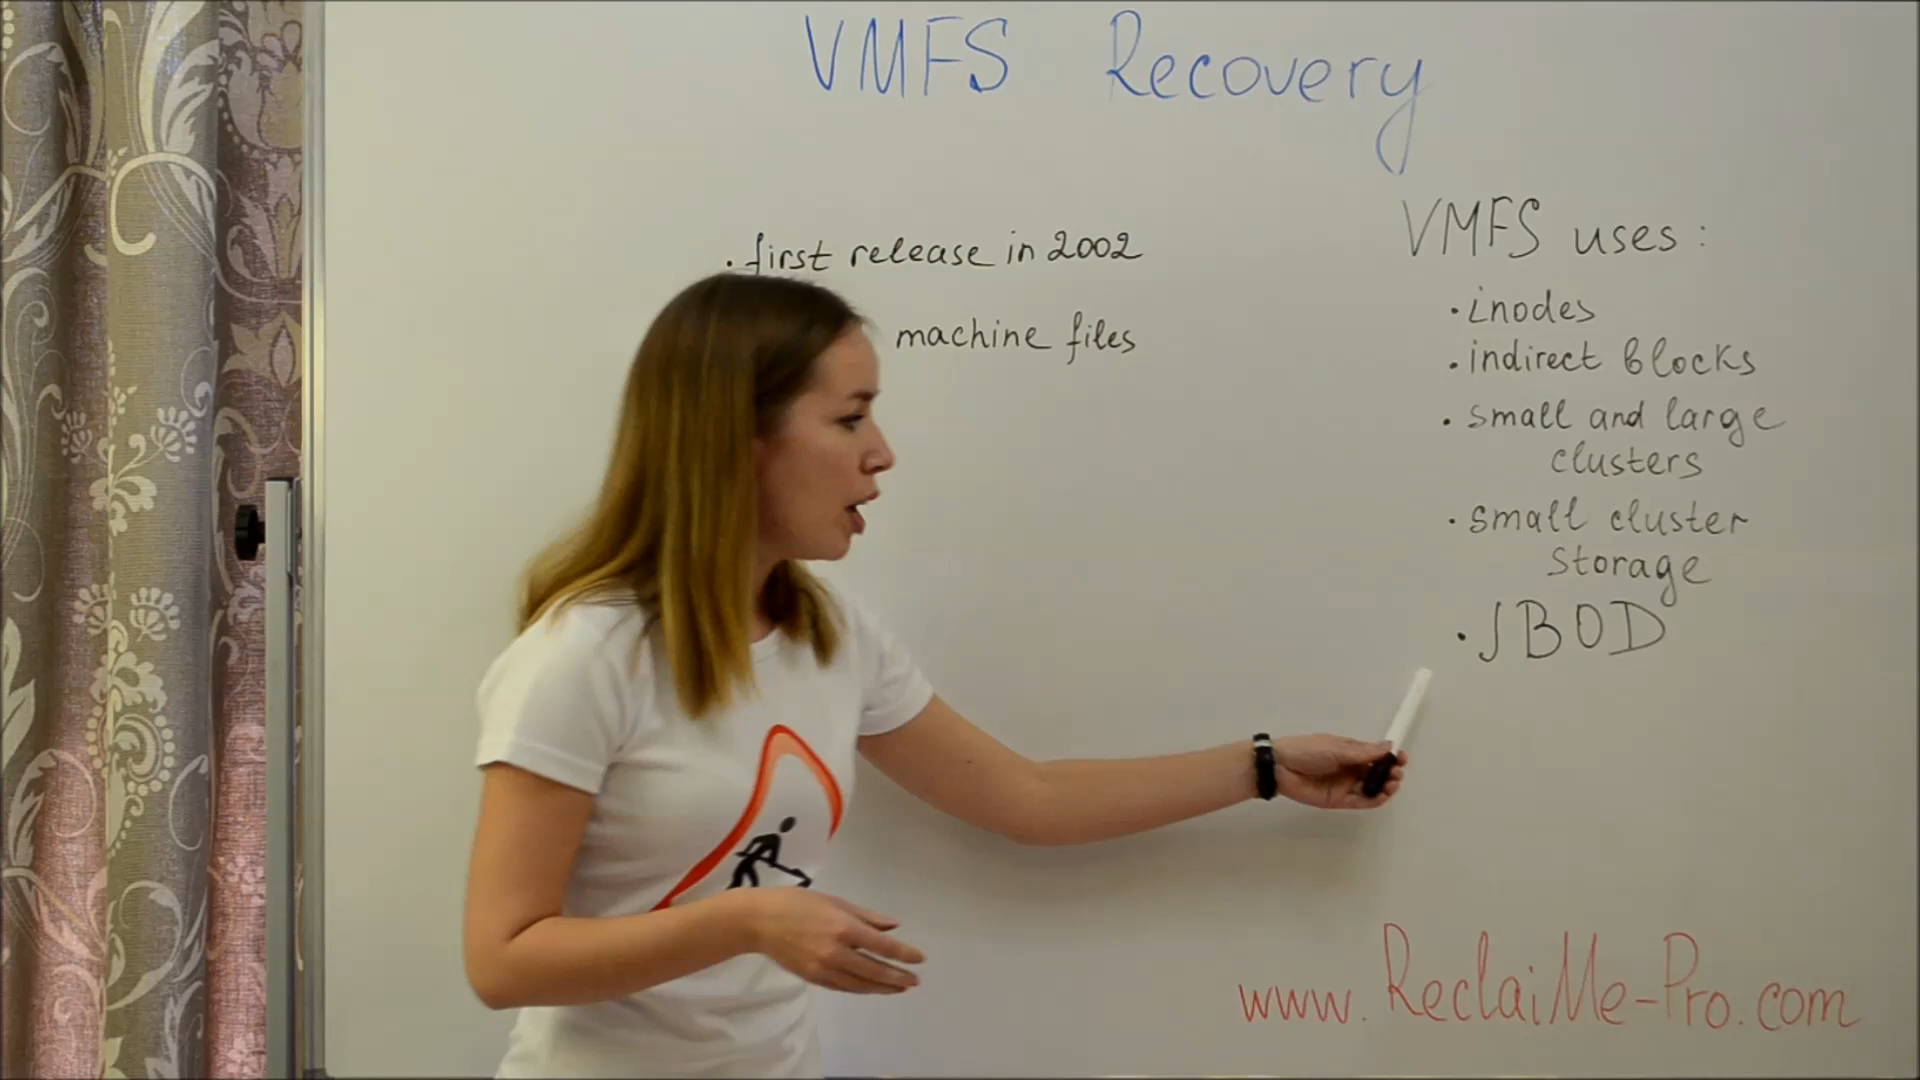 VMFS Recovery
· first release in 2002
machine files
VMFS uses:
· inodes
· indirect blocks
· small and large
clusters
· small cluster
storage
· JBOD
www.ReclaiMe-Pro.com